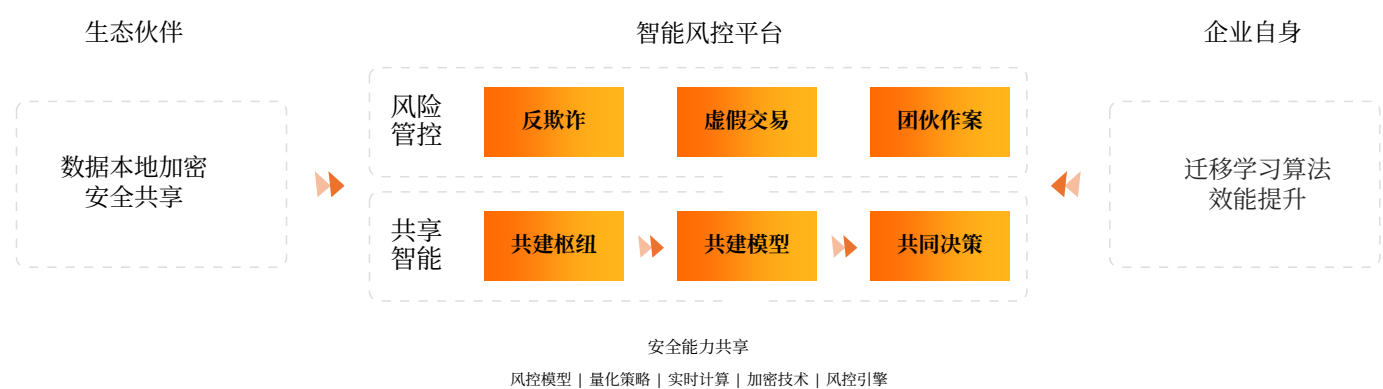 生态伙伴
智能风控平台
企业自身
数据本地加密
安全共享
风险
管控
反欺诈
虚假交易
团伙作案
共享
智能
共建枢纽
共建模型
共同决策
迁移学习算法
效能提升
安全能力共享
风控模型 | 量化策略 | 实时计算 | 加密技术 | 风控引擎